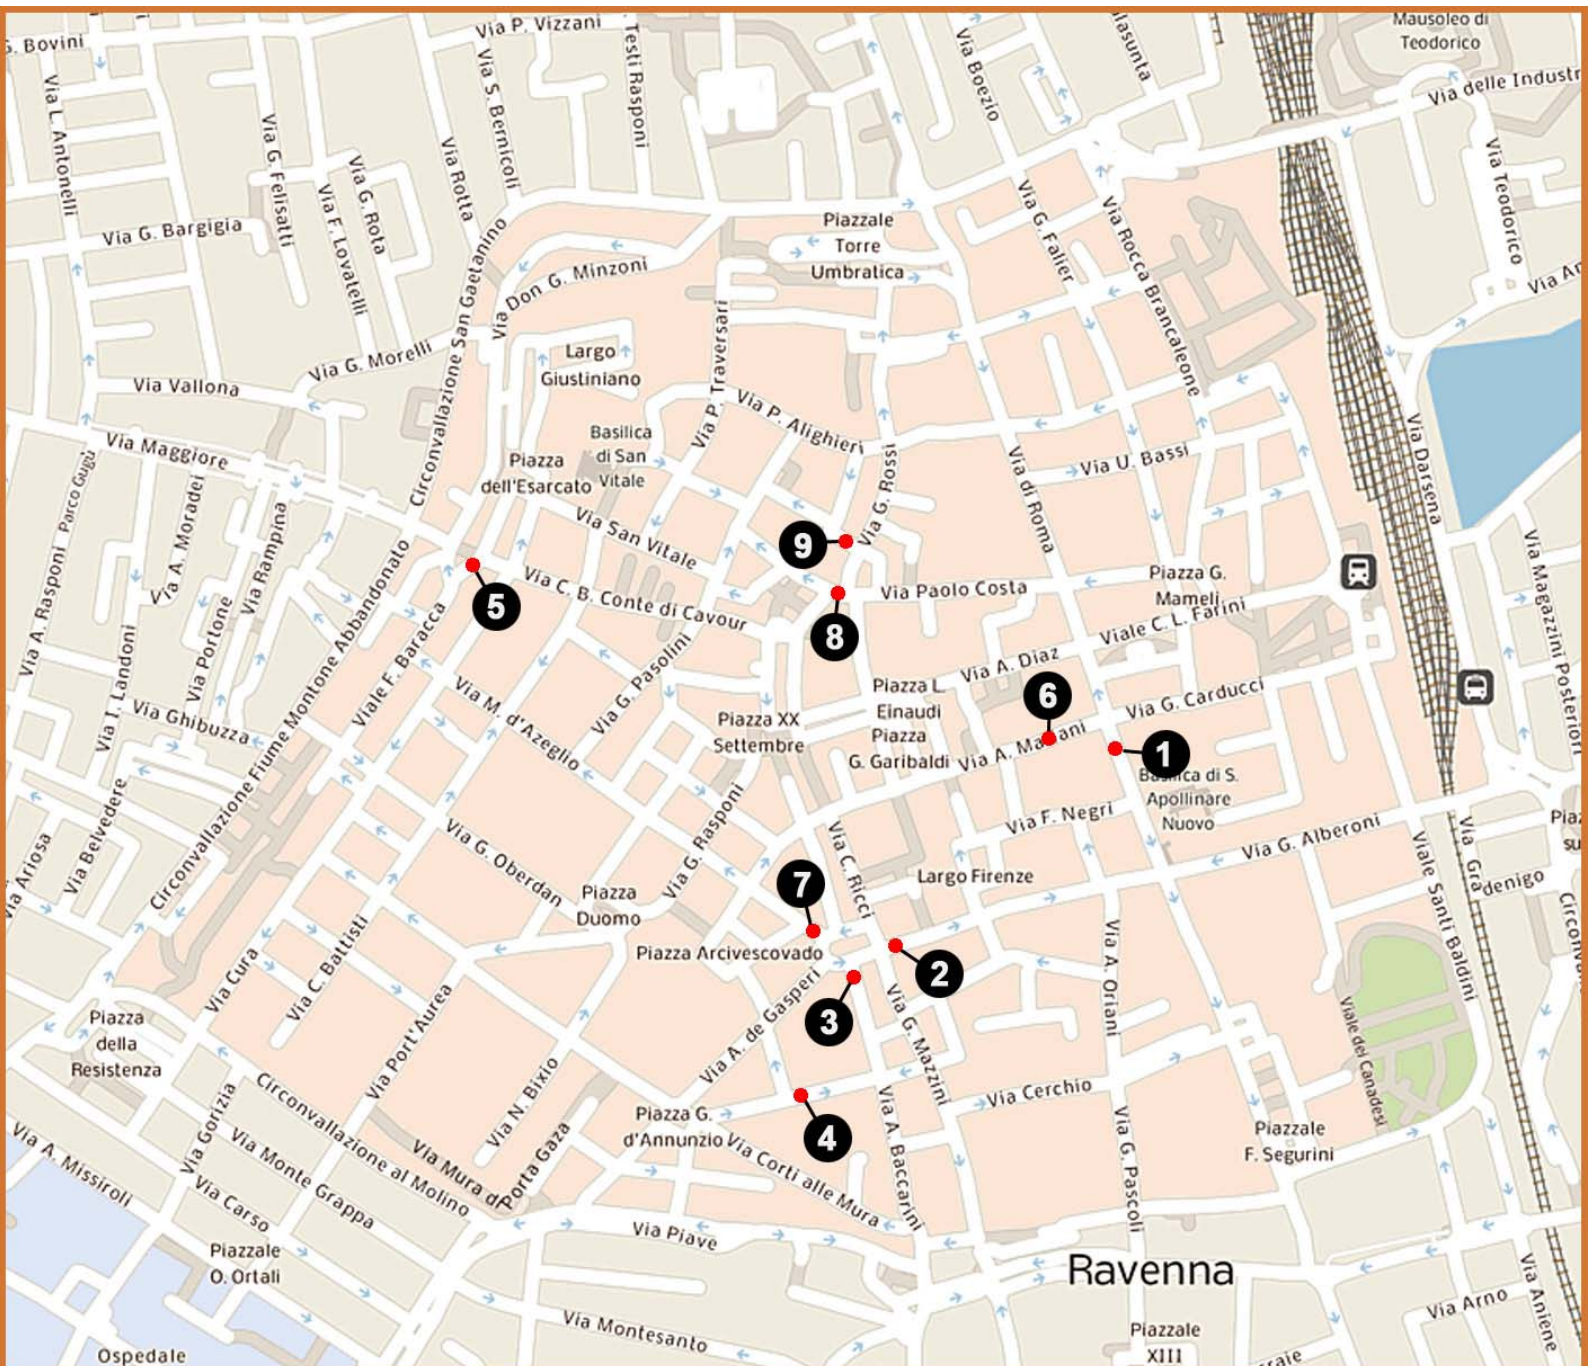 Mausoleo di
Teodorico
Via P. Vizzani
G. Bovini
Testi Rasponi
Via Boezio
Via delle Industr
Via L. Antonelli
Via S. Bernicoli
Via G. Felisatti
Via Rotta
Via G. Rota
Via F. Lovatelli
Via Teodorico
Via G. Falier
Via Rocca Brancaleone
Via G. Bargigia
Piazzale
Torre
Umbratica
Via Don G. Minzoni
Circonvallazione San Gaetanino
Via P. Traversari
Largo
Giustiniano
Via G. Morelli
Via Vallona
Via P. Alighieri
Via Maggiore
Basilica
di San
Vitale
Piazza
dell'Esarcato
Via G. Rossi
Via di Roma
Via U. Bassi
Via Darsena
Parco Gugù
Via A. Moradei
Via Rampina
Via San Vitale
9
Via A. Rasponi
Via Portone
5
Via C. B. Conte di Cavour
8
Via Paolo Costa
Piazza G.
Mameli
Viale C. L. Farini
Via Magazzini Posteriori
Via I. Landoni
Via Ghibuzza
Circonvallazione Fiume Montone Abbandonato
Viale F. Baracca
Via M. d'Azeglio
Via G. Pasolini
Via A. Diaz
Piazza L.
Einaudi
Piazza
G. Garibaldi
6
Via G. Carducci
Piazza XX
Settembre
1
Basilica di S.
Apollinare
Nuovo
Via Belvedere
Via Ariosa
Via G. Oberdan
Via G. Rasponi
Via C. Ricci
Via F. Negri
Via G. Alberoni
Largo Firenze
7
Piazza
Duomo
Piazza Arcivescovado
2
3
Via Cura
Via C. Battisti
Via Port'Aurea
Via A. de Gasperi
Via G. Mazzini
Via A. Oriani
Viale Santi Baldini
Viale dei Canadesi
Piazza
della
Resistenza
Via N. Bixio
Via Cerchio
Via Gorizia
Circonvallazione al Molino
Piazza G.
d'Annunzio
4
Via A. Baccarini
Via G. Pascoli
Piazzale
F. Segurini
Via A. Missiroli
Via Monte Grappa
Via Mura di
Porta Gaza
Via Corti alle Mura
Via Carso
Via Piave
Piazzale
O. Ortali
Ravenna
Via Aniene
Via Arno
Via Montesanto
Piazzale
XIII
Ospedale